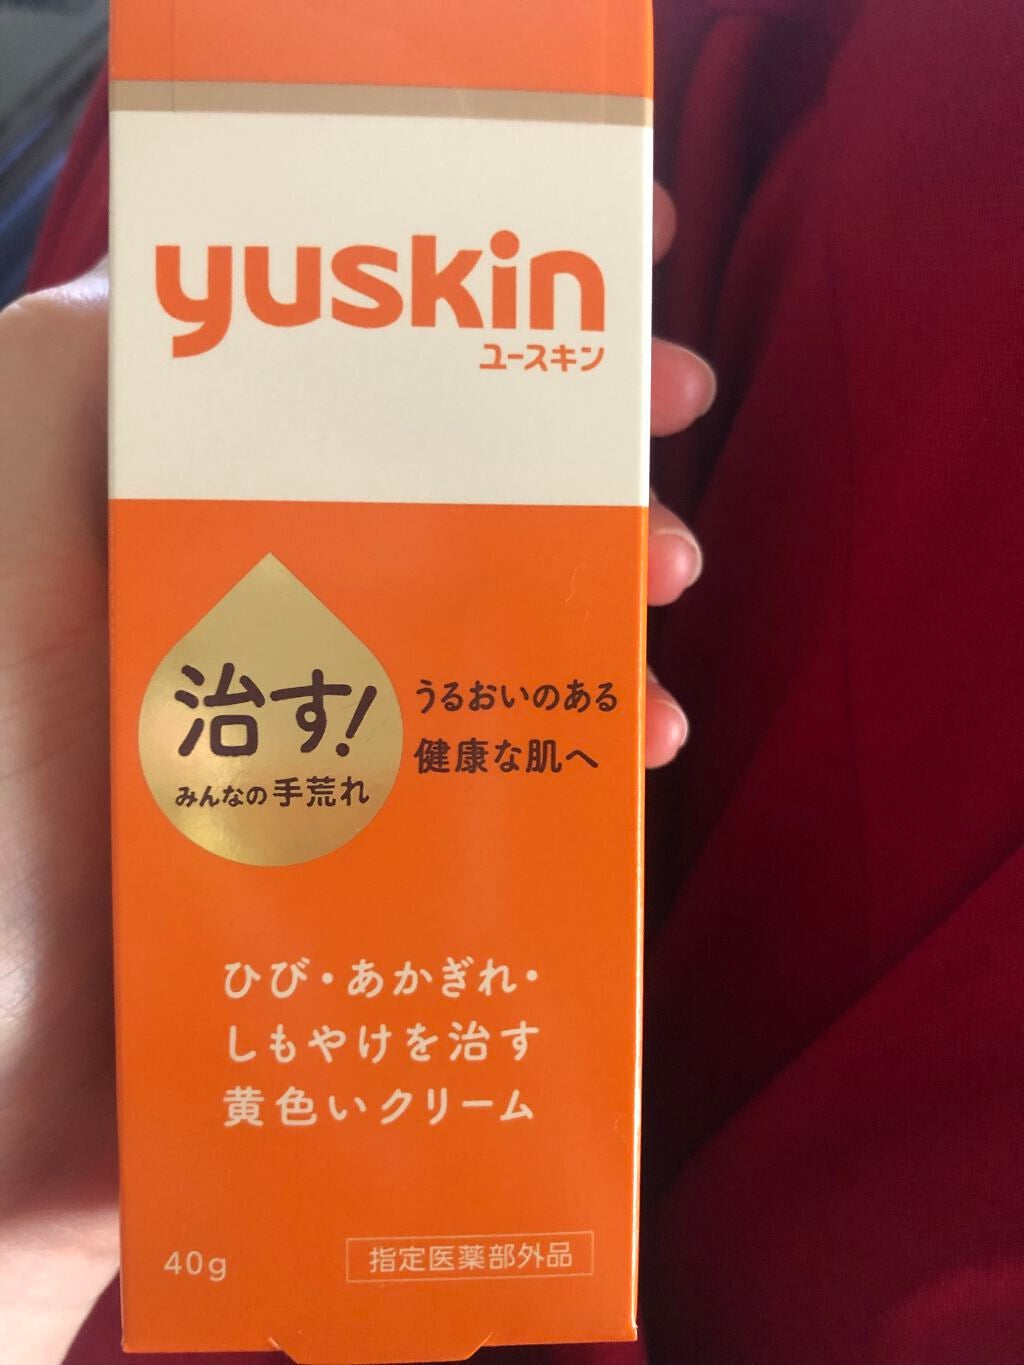 yuskin
ユースキン
治す!
みんなの手荒れ
うるおいのある
健康な肌へ
ひび・あかぎれ・
しもやけを治す
黄色いクリーム
40g
指定医薬部外品